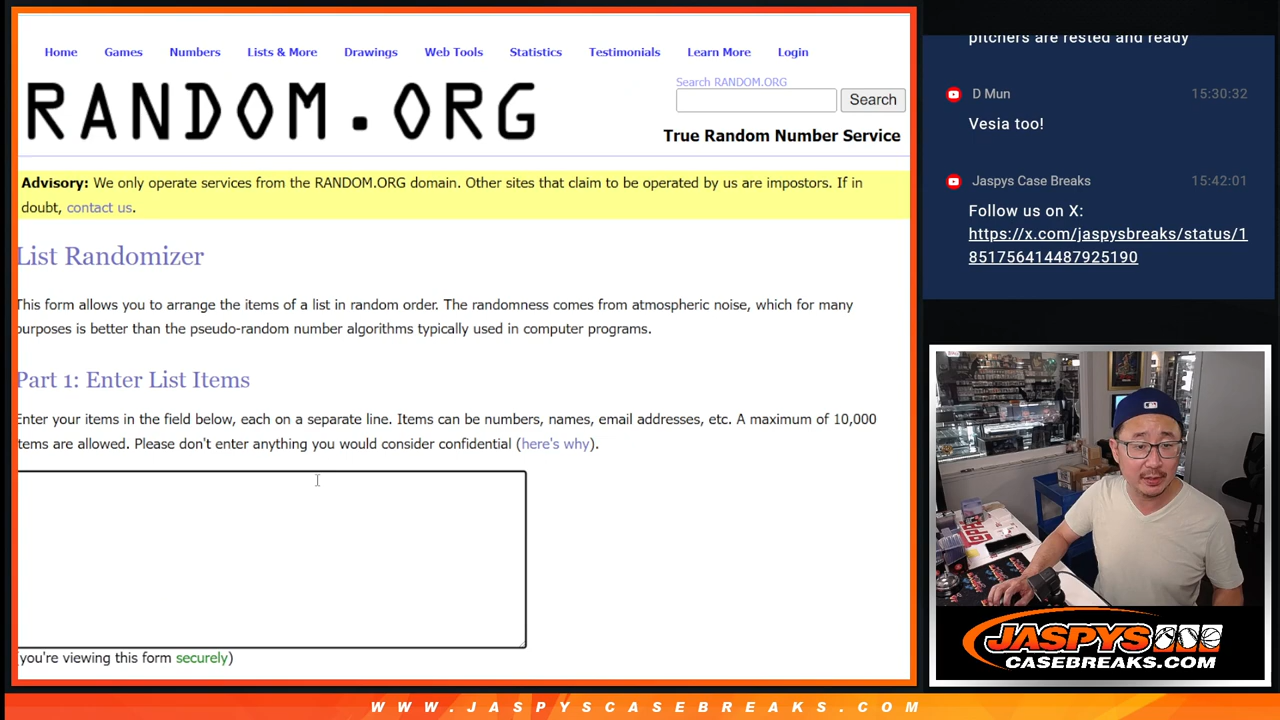 Home Games Numbers Lists & More Drawings Web Tools Statistics Testimonials Learn More Login
RANDOM.ORG
Search RANDOM.ORG
Search
True Random Number Service
Advisory: We only operate services from the RANDOM.ORG domain. Other sites that claim to be operated by us are impostors. If in
doubt, contact us.
List Randomizer
This form allows you to arrange the items of a list in random order. The randomness comes from atmospheric noise, which for many
purposes is better than the pseudo-random number algorithms typically used in computer programs.
Part 1: Enter List Items
Enter your items in the field below, each on a separate line. Items can be numbers, names, email addresses, etc. A maximum of 10,000
items are allowed. Please don't enter anything you would consider confidential (here's why).
(you're viewing this form securely)
pitchers are rested and ready
D Mun 15:30:32
Vesia too!
Jaspys Case Breaks 15:42:01
Follow us on X:
https://x.com/jaspysbreaks/status/1
851756414487925190
JASPYS
CASEBREAKS.COM
WWW.JASPYSCASEBREAKS.COM